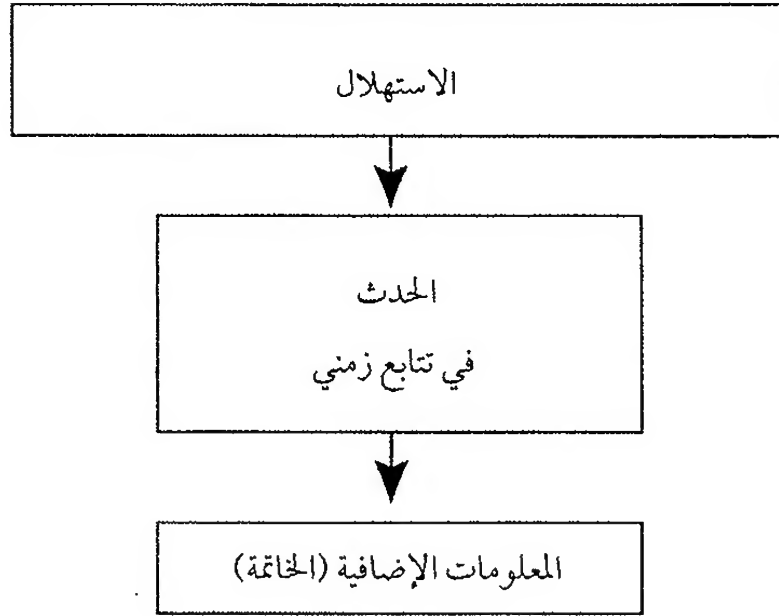 الاستهلال
الحدث
في تتابع زمني
المعلومات الإضافية (الخاتمة)